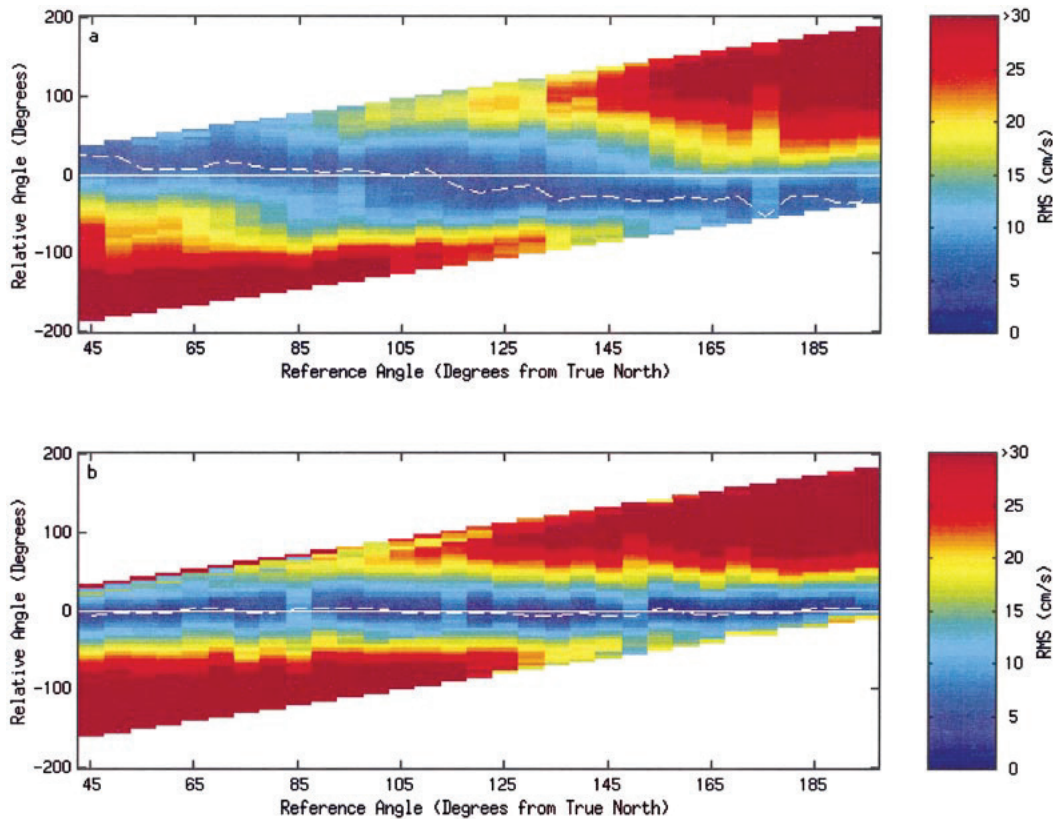 a
200
100
0
-100
-200
Relative Angle (Degrees)
45 65 85 105 125 145 165 185
Reference Angle (Degrees from True North)
>30
25
20
15
10
5
0
RMS (cm/s)
b
200
100
0
-100
-200
Relative Angle (Degrees)
45 65 85 105 125 145 165 185
Reference Angle (Degrees from True North)
>30
25
20
15
10
5
0
RMS (cm/s)